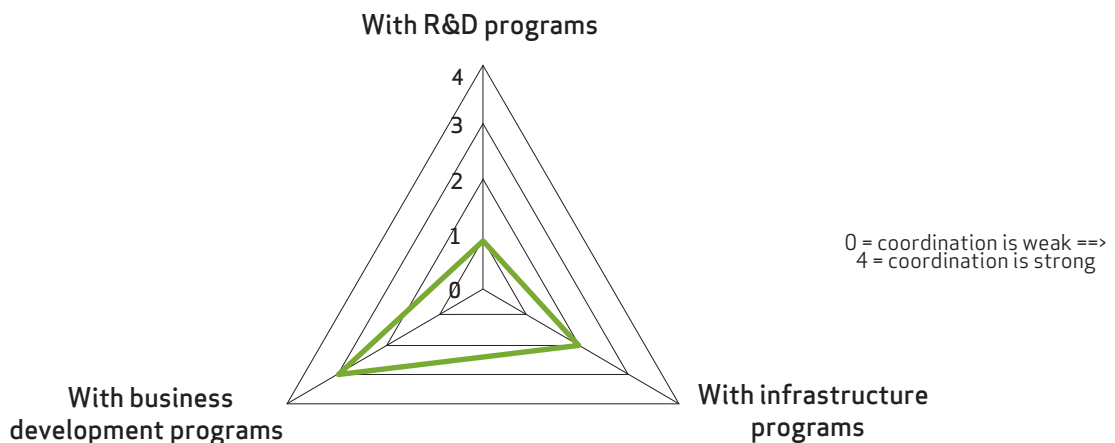 With R&D programs
4
3
2
1
0
0 = coordination is weak ==>
4 = coordination is strong
With business
development programs
With infrastructure
programs